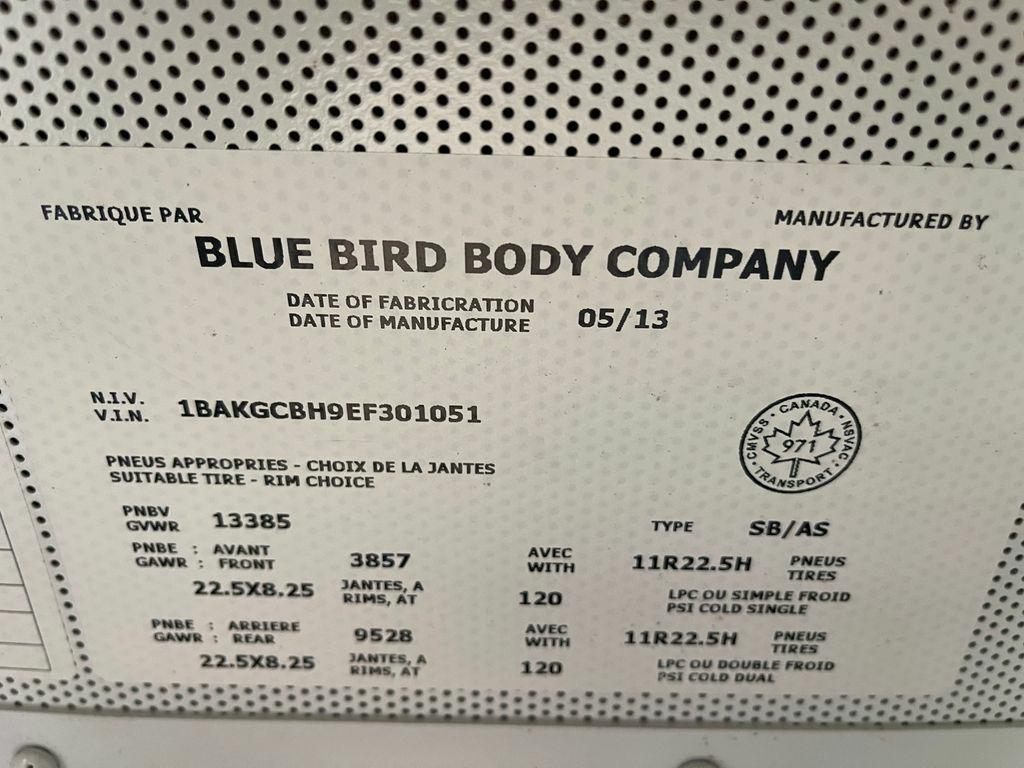 FABRIQUE PAR MANUFACTURED BY
BLUE BIRD BODY COMPANY
DATE OF FABRICRATION
DATE OF MANUFACTURE 05/13
N.I.V.
V.I.N. 1BAKGCBH9EF301051
CANADA
CMVSS · NSVAC
971
TRANSPORT
PNEUS APPROPRIES - CHOIX DE LA JANTES
SUITABLE TIRE - RIM CHOICE
PNBV
GVWR 13385 TYPE SB/AS
PNBE : AVANT
GAWR : FRONT 3857 AVEC
WITH 11R22.5H PNEUS
TIRES
22.5X8.25 JANTES, A
RIMS, AT 120 LPC OU SIMPLE FROID
PSI COLD SINGLE
PNBE : ARRIERE
GAWR : REAR 9528 AVEC
WITH 11R22.5H PNEUS
TIRES
22.5X8.25 JANTES, A
RIMS, AT 120 LPC OU DOUBLE FROID
PSI COLD DUAL